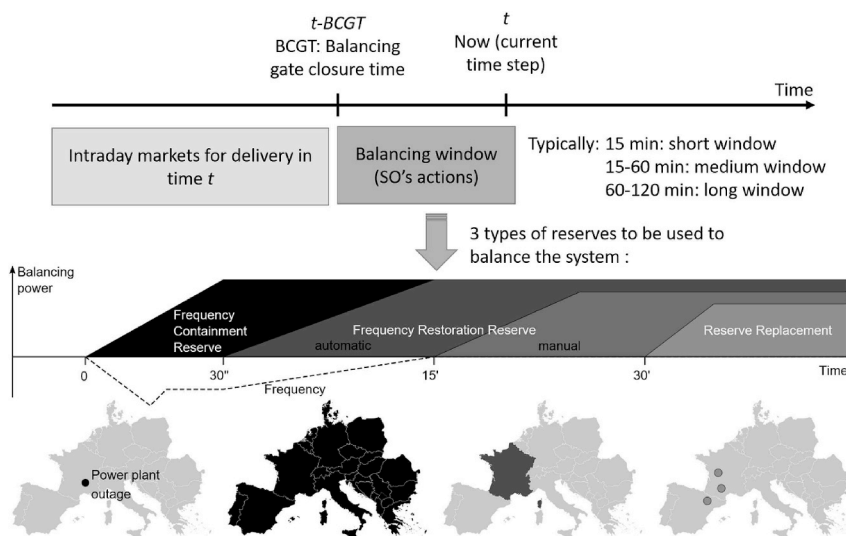 t-BCGT
BCGT: Balancing
gate closure time
t
Now (current
time step)
Time
Intraday markets for delivery in
time t
Balancing window
(SO's actions)
Typically: 15 min: short window
15-60 min: medium window
60-120 min: long window
3 types of reserves to be used to
balance the system :
Balancing
power
Frequency
Containment
Reserve
Frequency Restoration Reserve
automatic
manual
Reserve Replacement
0
30"
15'
30'
Time
Frequency
Power plant
outage